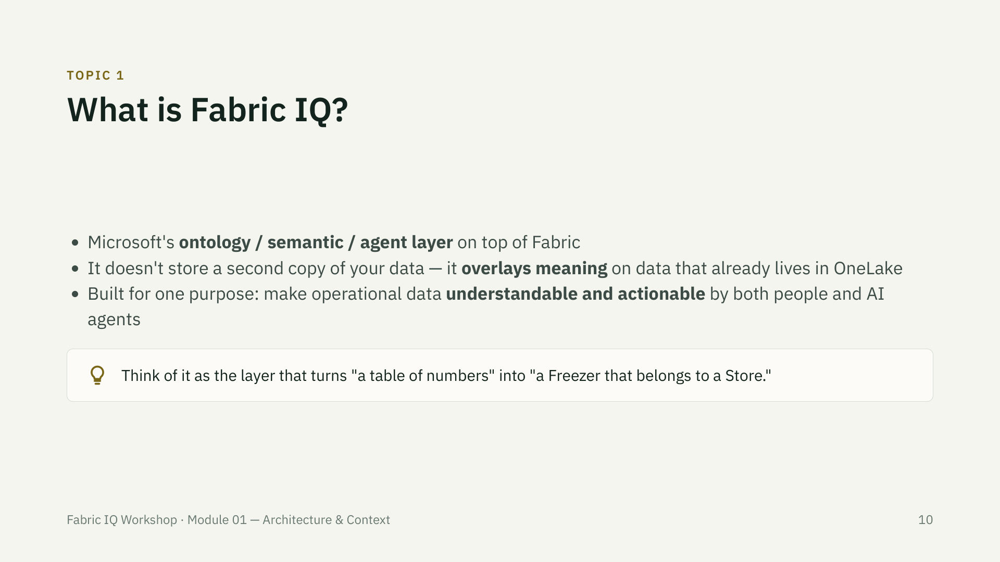 TOPIC 1
What is Fabric IQ?
• Microsoft's ontology / semantic / agent layer on top of Fabric
• It doesn't store a second copy of your data — it overlays meaning on data that already lives in OneLake
• Built for one purpose: make operational data understandable and actionable by both people and AI
agents
Think of it as the layer that turns "a table of numbers" into "a Freezer that belongs to a Store."
Fabric IQ Workshop · Module 01 — Architecture & Context
10